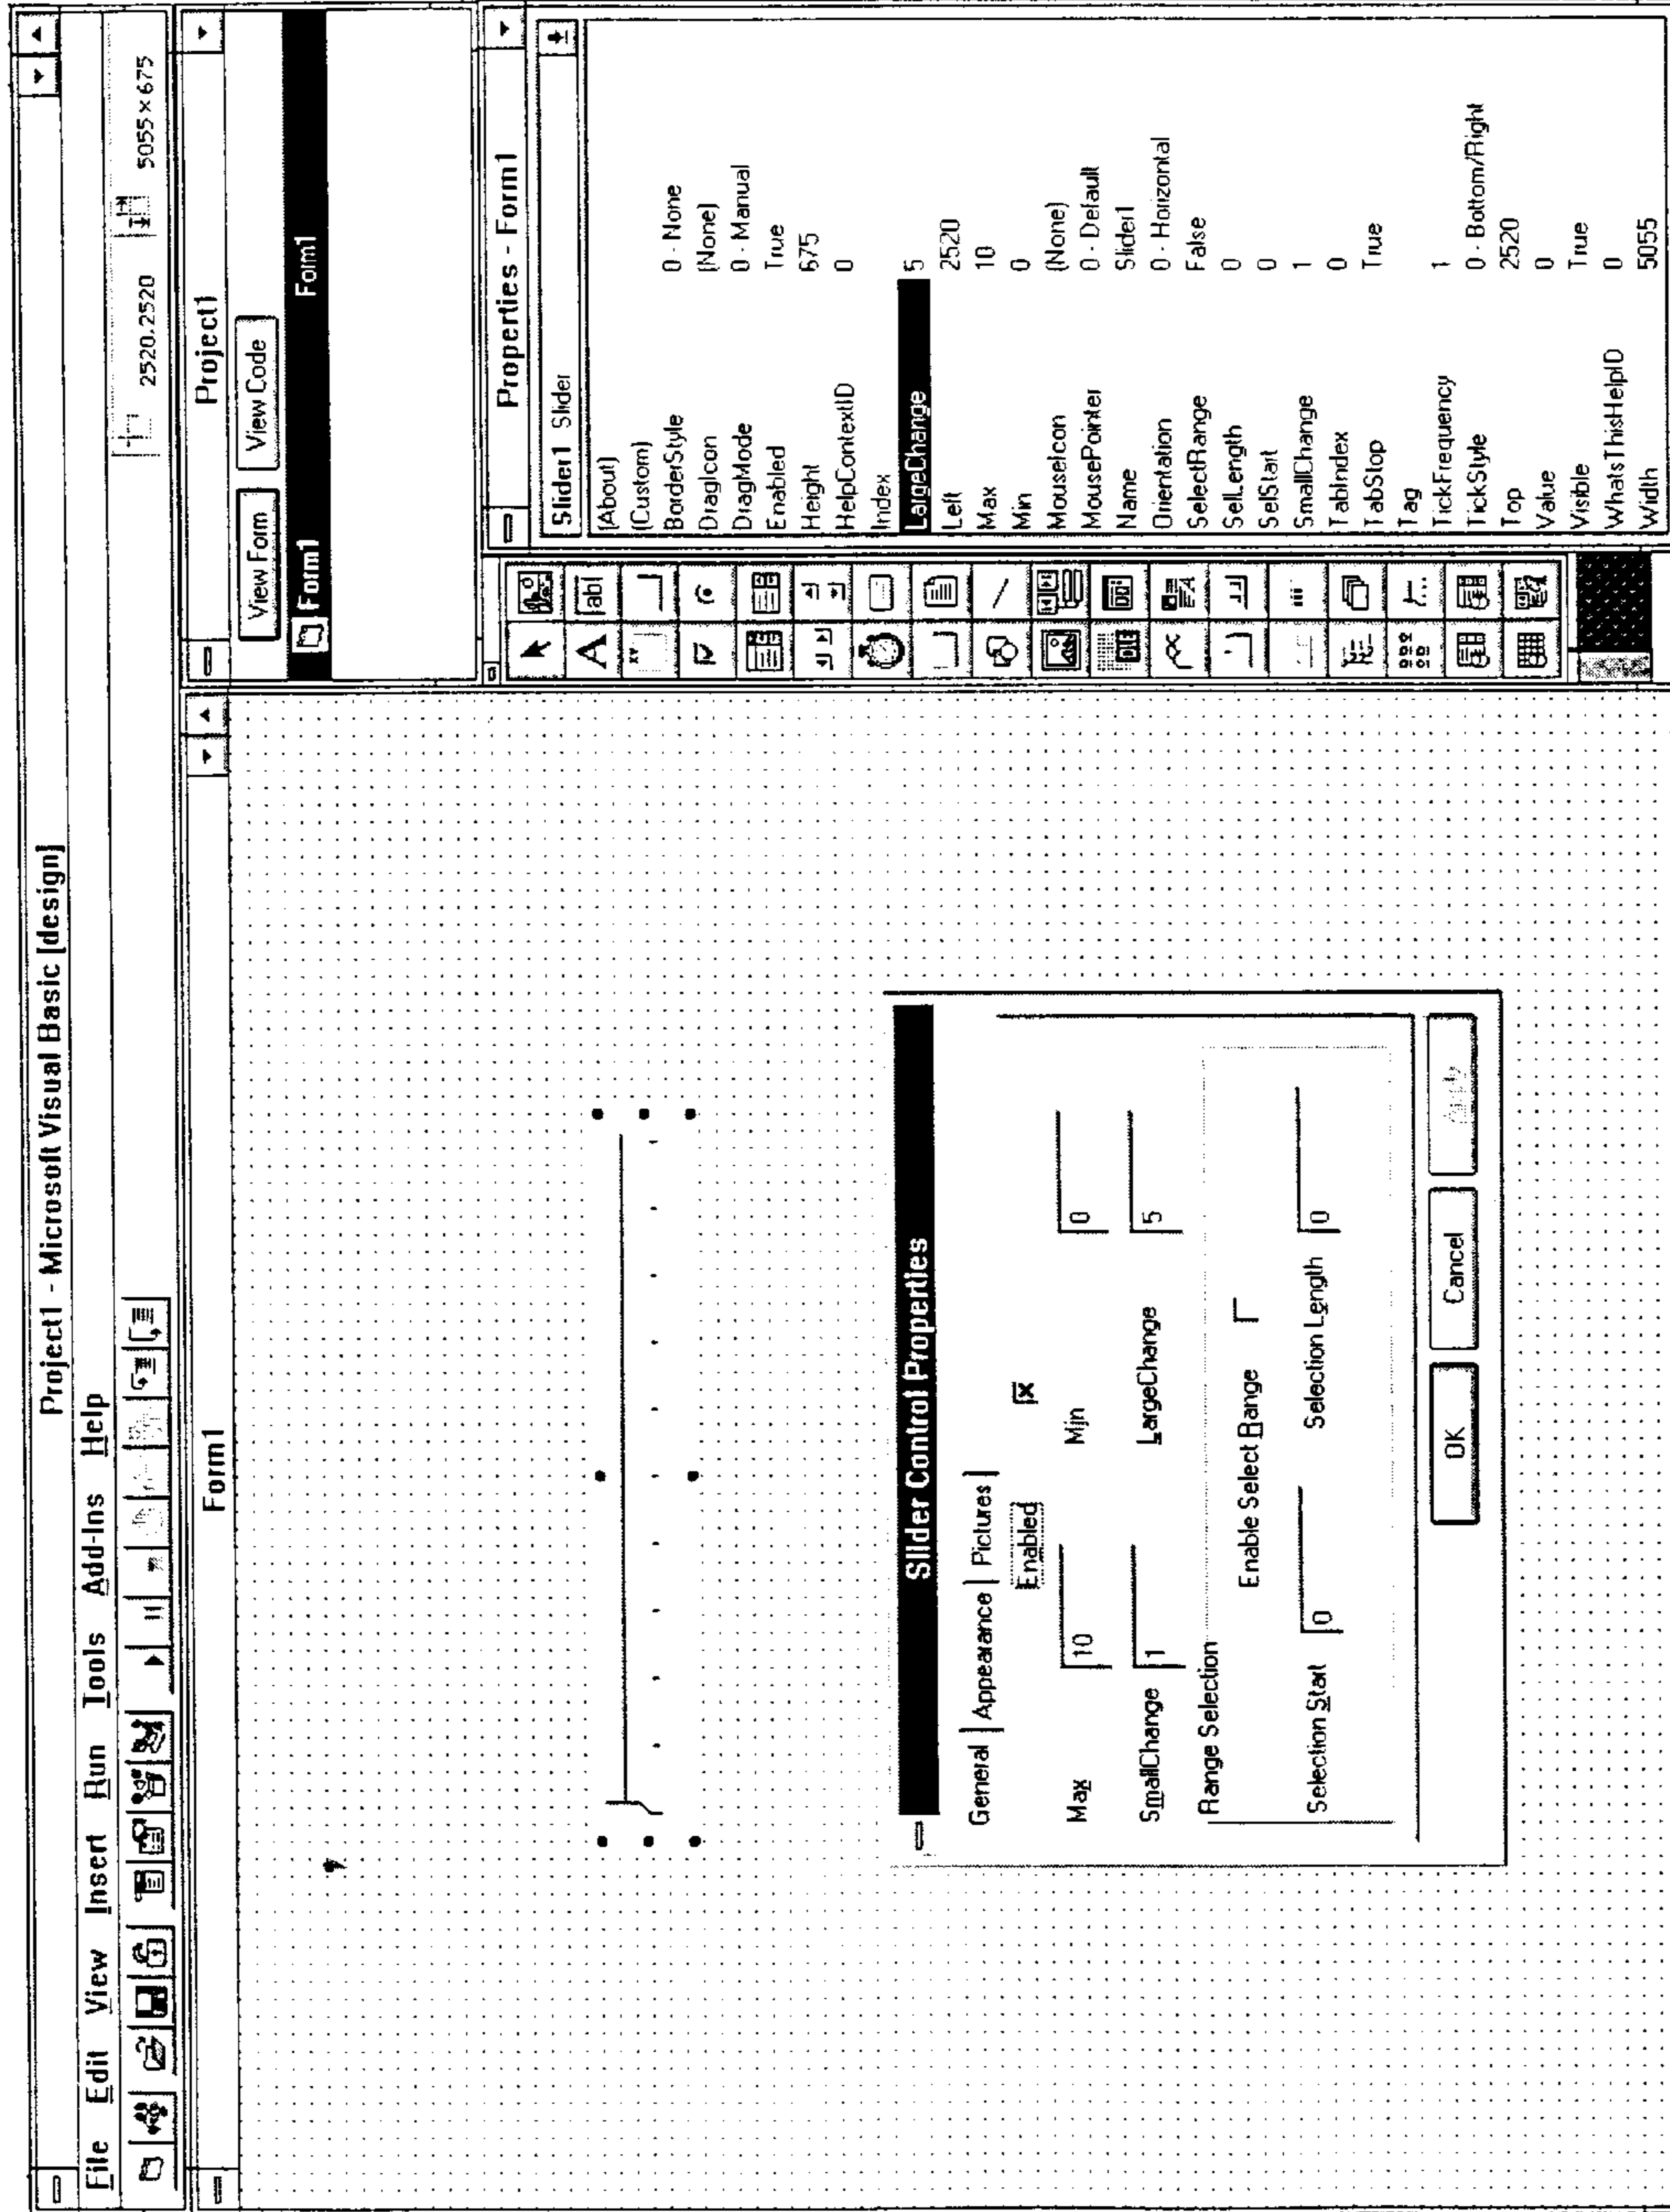 Project1 - Microsoft Visual Basic [design]
File Edit View Insert Run Tools Add-Ins Help
2520,2520 5055 × 675
Form1
Slider Control Properties
General Appearance Pictures
Enabled
Max 10 Min 0
SmallChange 1 LargeChange 5
Range Selection
Enable Select Range
Selection Start 0 Selection Length 0
OK Cancel
Project1
View Form View Code
Form1 Form1
A abl
Properties - Form1
Slider1 Slider
(About)
(Custom)
BorderStyle 0 - None
DragIcon (None)
DragMode 0 - Manual
Enabled True
Height 675
HelpContextID 0
Index
LargeChange 5
Left 2520
Max 10
Min 0
MouseIcon (None)
MousePointer 0 - Default
Name Slider1
Orientation 0 - Horizontal
SelectRange False
SelLength 0
SelStart 0
SmallChange 1
TabIndex 0
TabStop True
Tag
TickFrequency 1
TickStyle 0 - Bottom/Right
Top 2520
Value 0
Visible True
WhatsThisHelpID 0
Width 5055